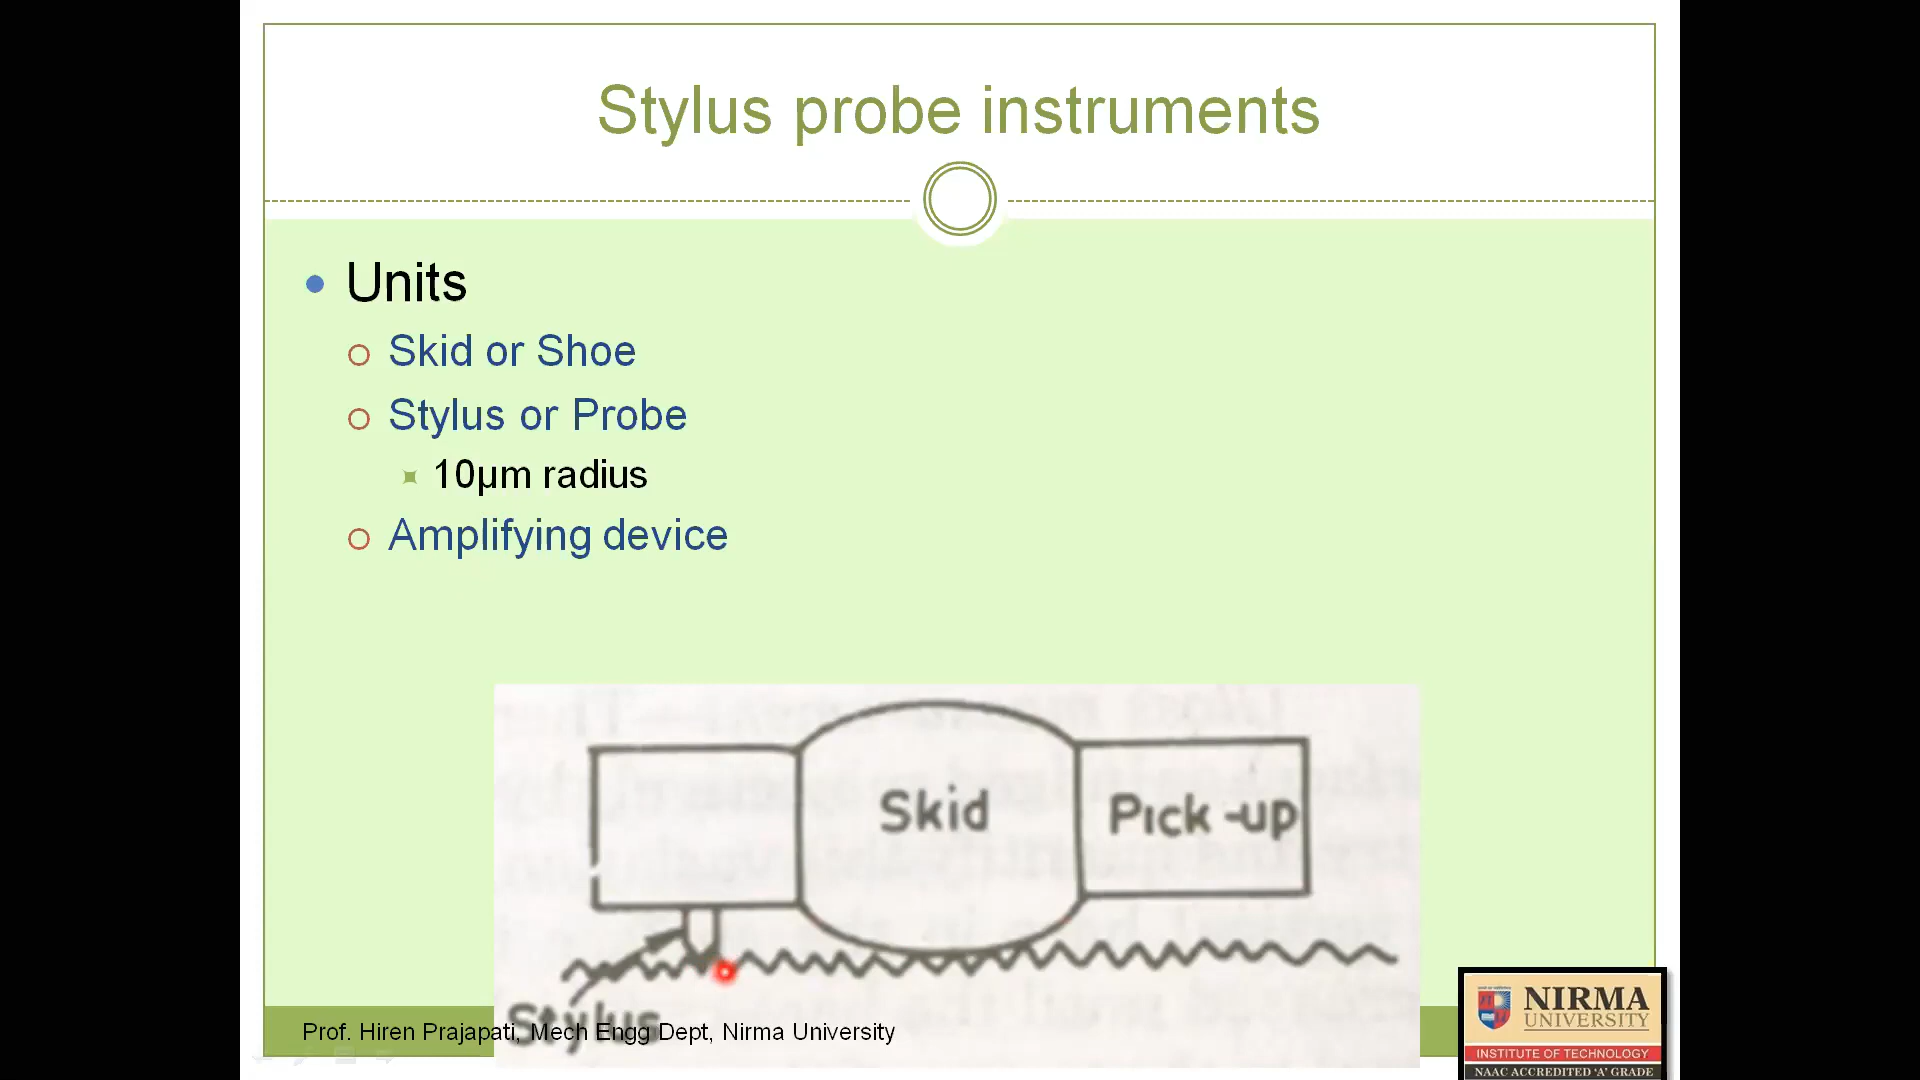 Stylus probe instruments
Units
Skid or Shoe
Stylus or Probe
10μm radius
Amplifying device
Skid
Pick-up
Stylus
Prof. Hiren Prajapati, Mech Engg Dept, Nirma University
NIRMA
UNIVERSITY
INSTITUTE OF TECHNOLOGY
NAAC ACCREDITED 'A' GRADE